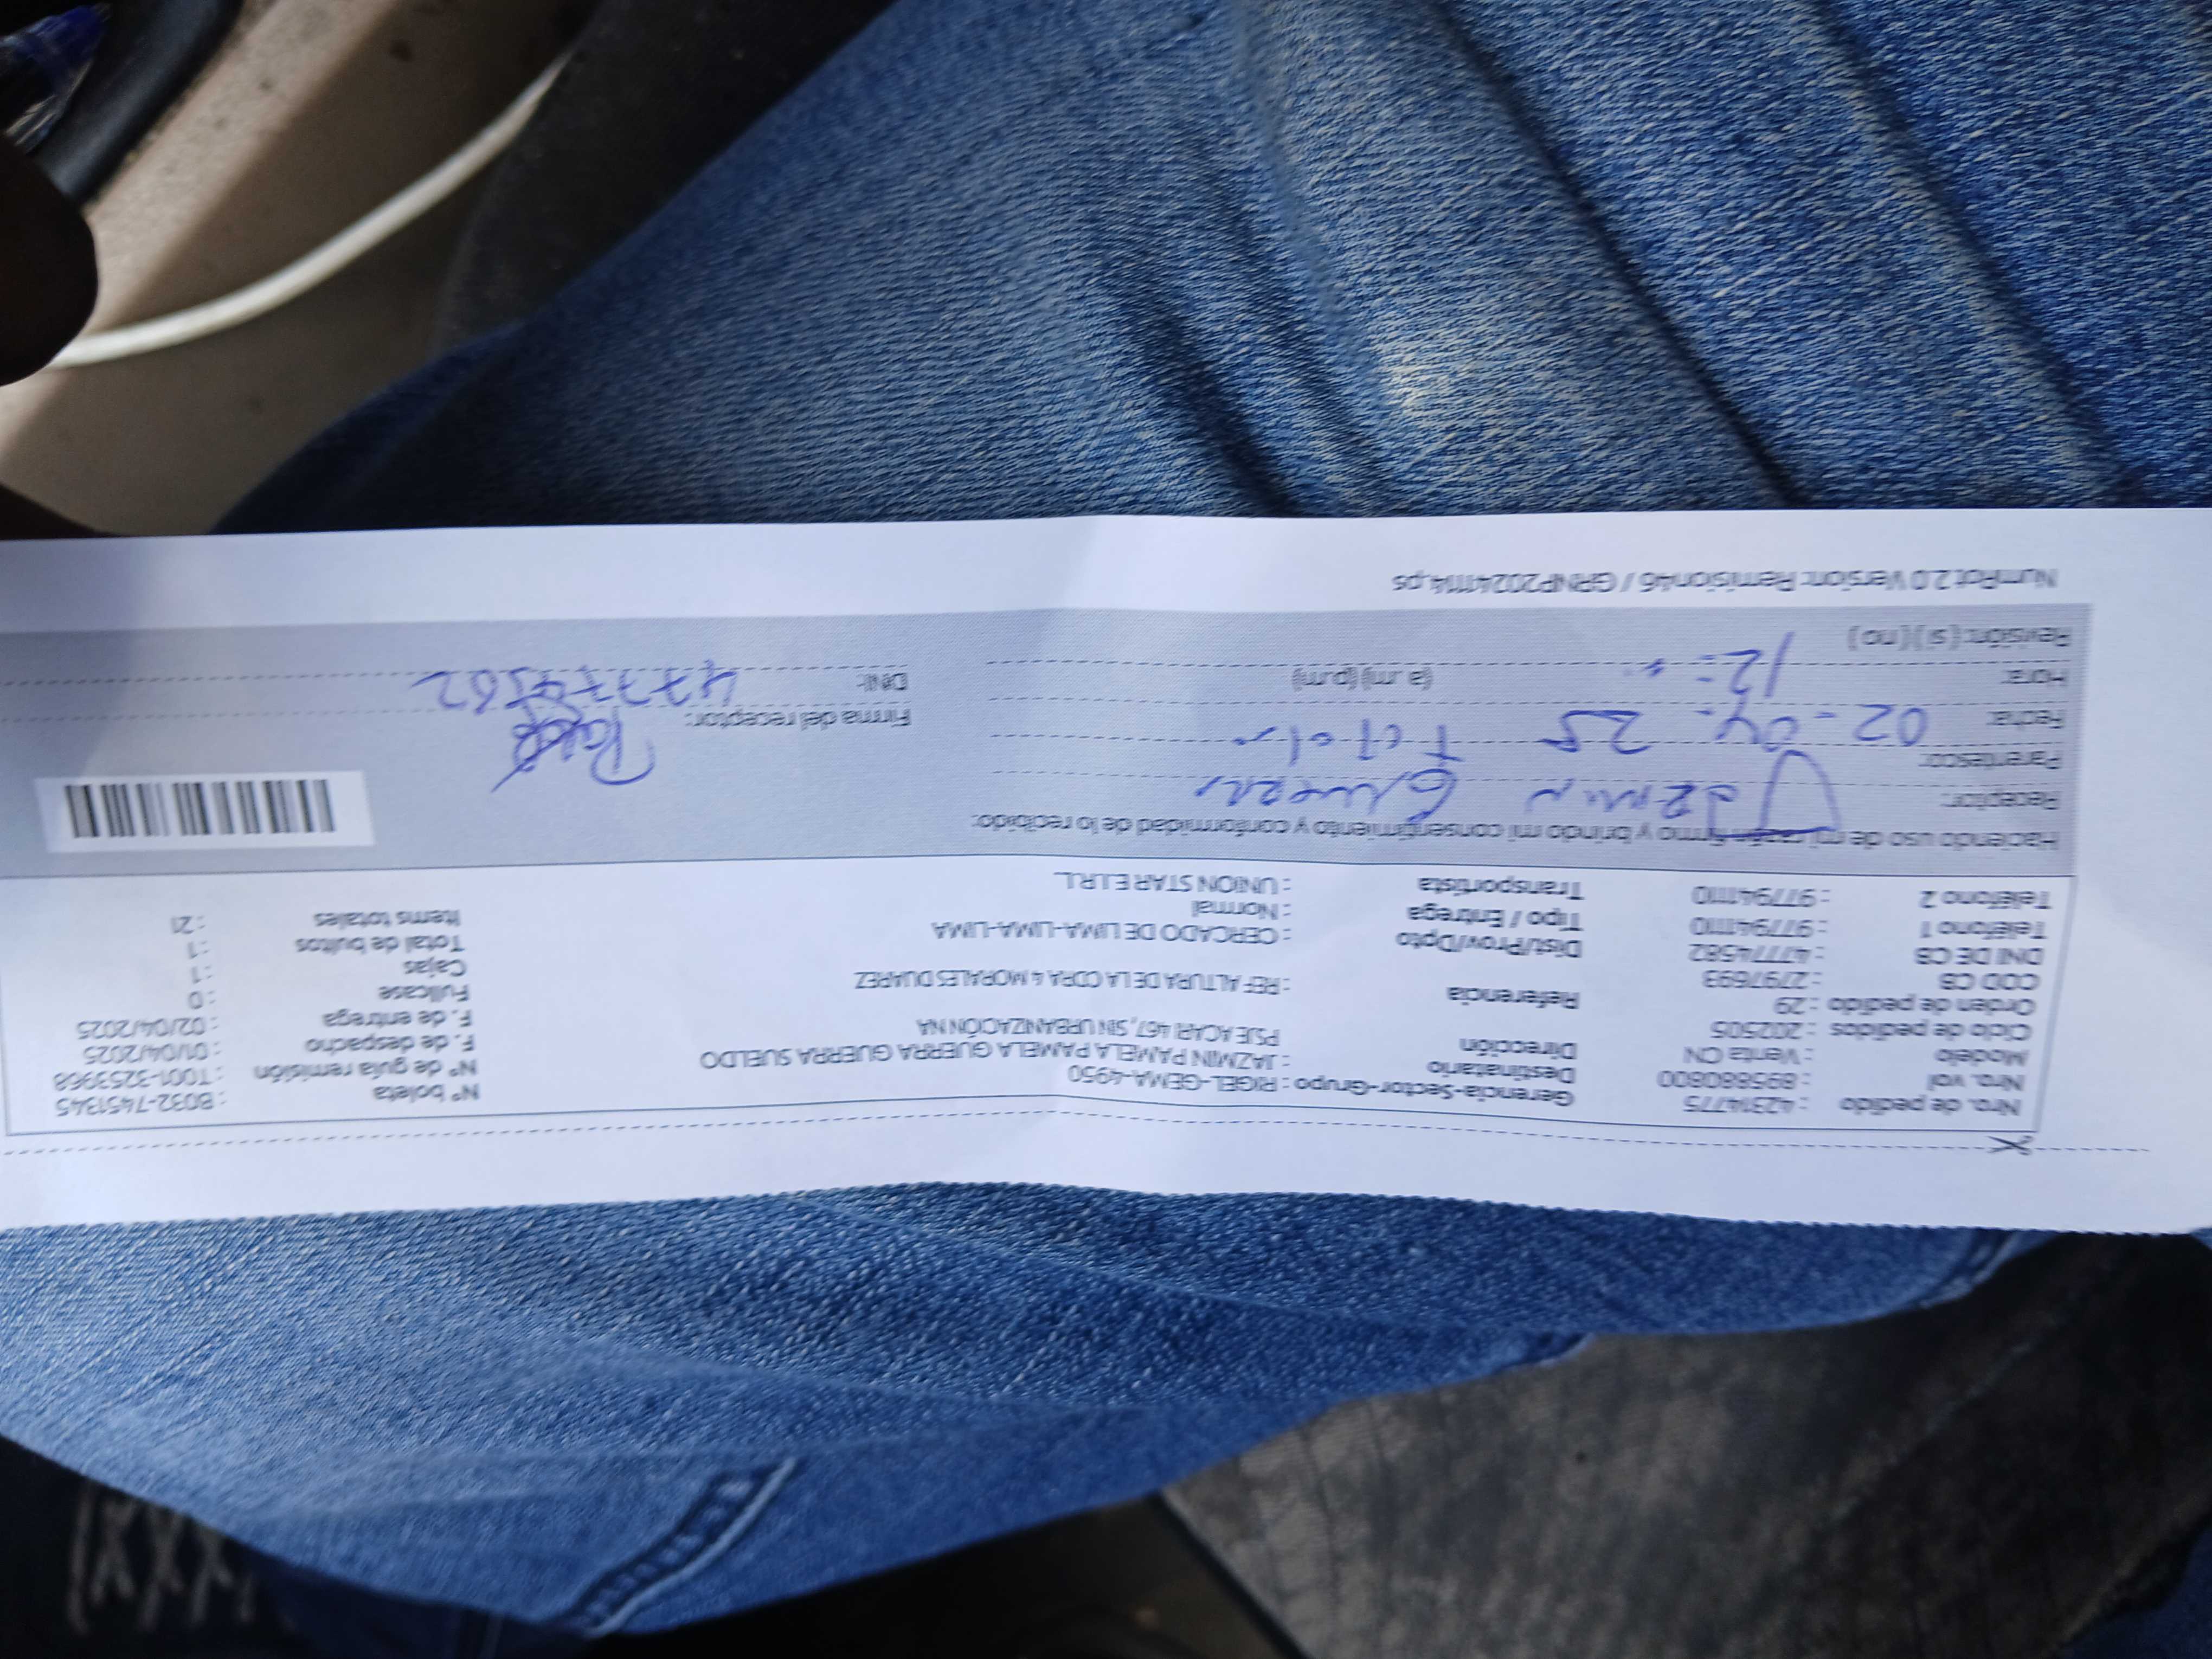 Nro. de pedido : 42314775 Gerencia-Sector-Grupo : RIGEL-GEMA-4950 N° boleta : B032-7451345
Nro. val : 895880800 Destinatario : JAZMIN PAMELA PAMELA GUERRA GUERRA SUELDO N° de guía remisión : T001-3253968
Modelo : Venta CN Dirección PSJE ACARI 467, SIN URBANIZACIÓN NA F. de despacho : 01/04/2025
Ciclo de pedidos : 202505 F. de entrega : 02/04/2025
Orden de pedido : 29 Referencia : REF ALTURA DE LA CDRA 4 MORALES DUAREZ Fullcase : 0
COD CB : 2797693 Cajas : 1
DNI DE CB : 47774582 Dist/Prov/Dpto : CERCADO DE LIMA-LIMA-LIMA Total de bultos : 1
Teléfono 1 : 977941110 Tipo / Entrega : Normal Items totales : 21
Teléfono 2 : 977941110 Transportista : UNION STAR E.I.R.L.
Haciendo uso de mi razón firmo y brindo mi consentimiento y conformidad de lo recibido:
Receptor: Jazmin Guerra
Parentesco: Titular
Fecha: 02-04-25 Firma del receptor:
Hora: 12: (a.m) (p.m) DNI:
Revisión: (si) (no)
NumRot 2.0 Version: Remision46 / GRNP20241114.ps